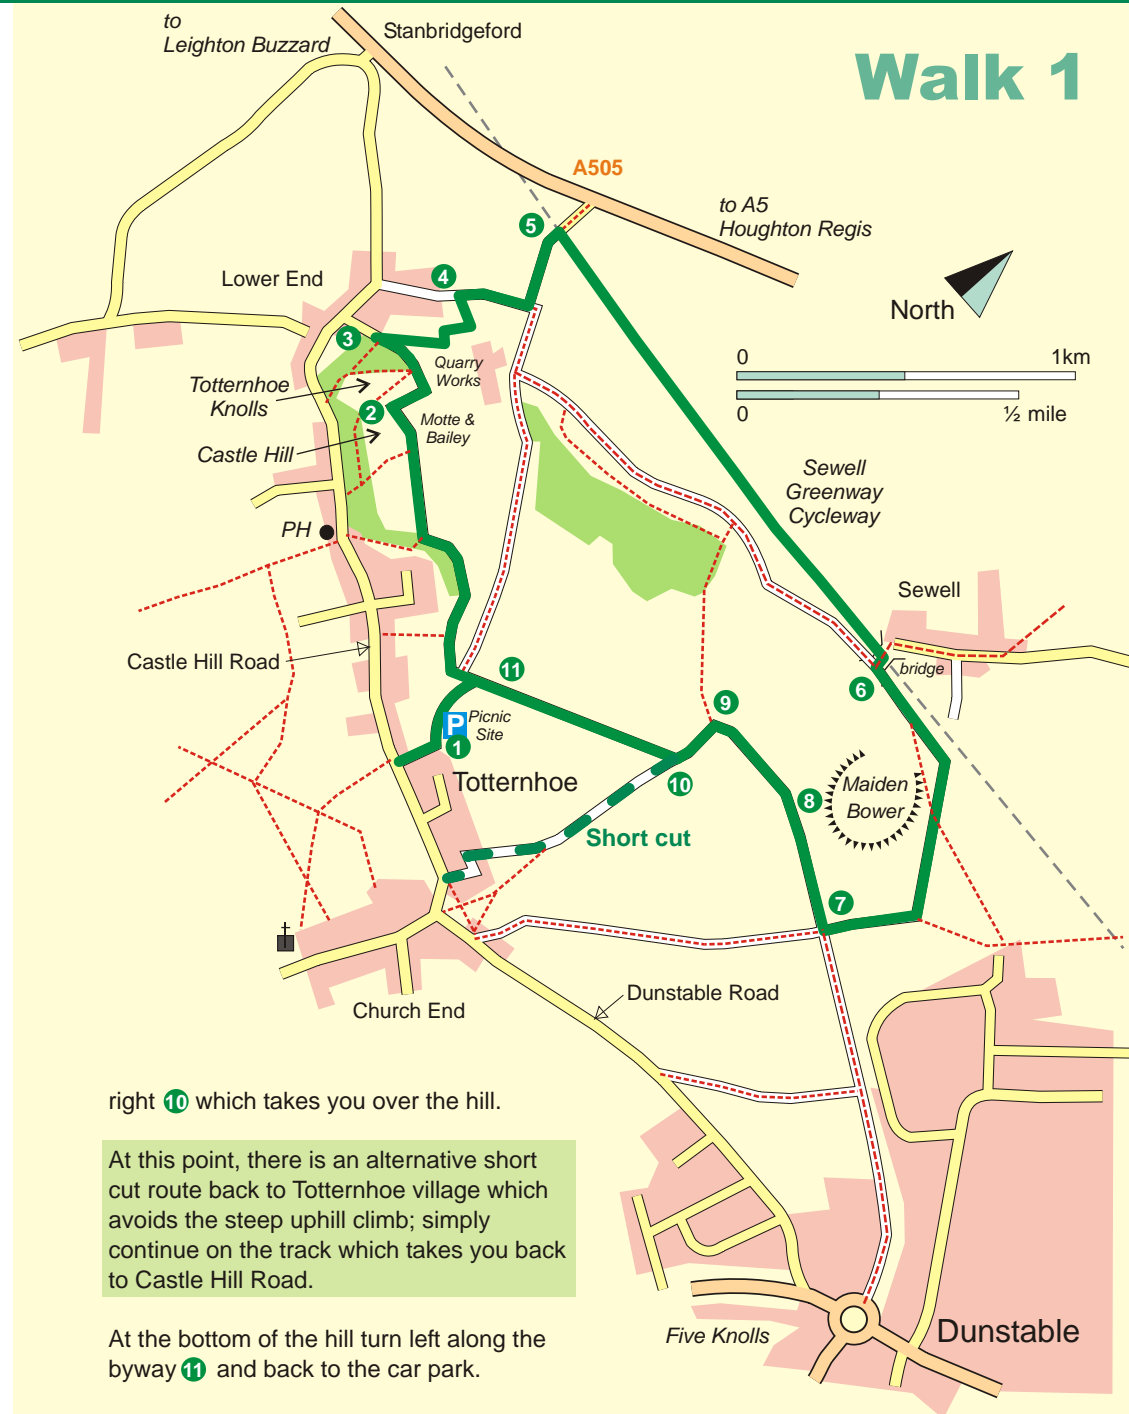 to
Leighton Buzzard
Stanbridgeford
Walk 1
A505
to A5
Houghton Regis
5
Lower End
4
North
3
Quarry
Works
0 1km
0 ½ mile
Totternhoe
Knolls
2
Motte &
Bailey
Castle Hill
Sewell
Greenway
Cycleway
PH
Sewell
Castle Hill Road
11
bridge
6
9
P
Picnic
Site
1
Totternhoe
10
8
Maiden
Bower
Short cut
7
Dunstable Road
Church End
right 10 which takes you over the hill.
At this point, there is an alternative short
cut route back to Totternhoe village which
avoids the steep uphill climb; simply
continue on the track which takes you back
to Castle Hill Road.
At the bottom of the hill turn left along the
byway 11 and back to the car park.
Five Knolls
Dunstable